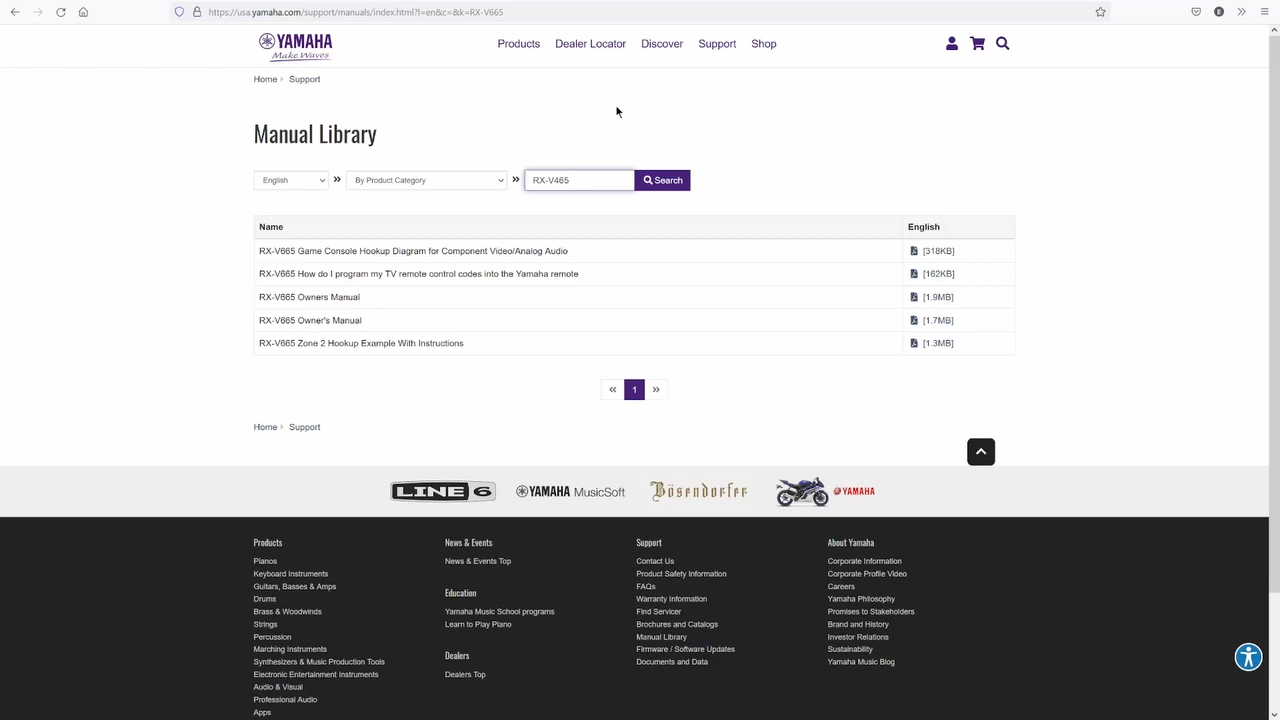 https://usa.yamaha.com/support/manuals/index.html?l=en&c=&k=RX-V665
E
YAMAHA
Make Waves
Products Dealer Locator Discover Support Shop
Home Support
Manual Library
English » By Product Category » RX-V465 Search
Name English
RX-V665 Game Console Hookup Diagram for Component Video/Analog Audio [318KB]
RX-V665 How do I program my TV remote control codes into the Yamaha remote [162KB]
RX-V665 Owners Manual [1.9MB]
RX-V665 Owner's Manual [1.7MB]
RX-V665 Zone 2 Hookup Example With Instructions [1.3MB]
« 1 »
Home Support
LINE 6 YAMAHA MusicSoft Bösendorfer YAMAHA
Products News & Events Support About Yamaha
Pianos News & Events Top Contact Us Corporate Information
Keyboard Instruments Product Safety Information Corporate Profile Video
Guitars, Basses & Amps FAQs Careers
Education
Drums Warranty Information Yamaha Philosophy
Brass & Woodwinds Yamaha Music School programs Find Servicer Promises to Stakeholders
Strings Learn to Play Piano Brochures and Catalogs Brand and History
Percussion Manual Library Investor Relations
Marching Instruments Firmware / Software Updates Sustainability
Dealers
Synthesizers & Music Production Tools Documents and Data Yamaha Music Blog
Electronic Entertainment Instruments Dealers Top
Audio & Visual
Professional Audio
Apps